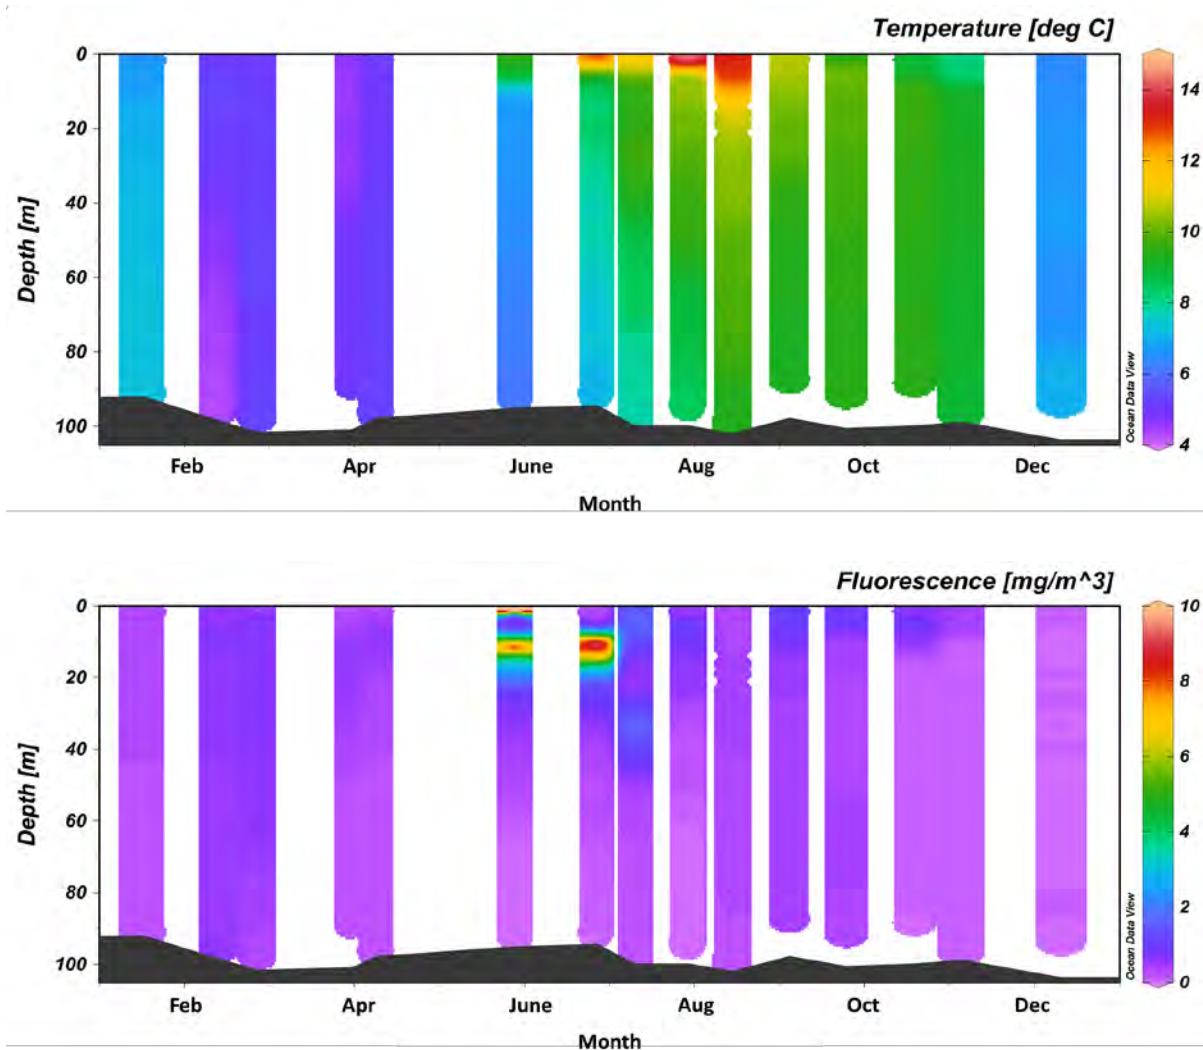 Temperature [deg C]
0
20
40
60
80
100
Depth [m]
Feb
Apr
June
Aug
Oct
Dec
Month
14
12
10
8
6
4
Ocean Data View
Fluorescence [mg/m^3]
0
20
40
60
80
100
Depth [m]
Feb
Apr
June
Aug
Oct
Dec
Month
10
8
6
4
2
0
Ocean Data View